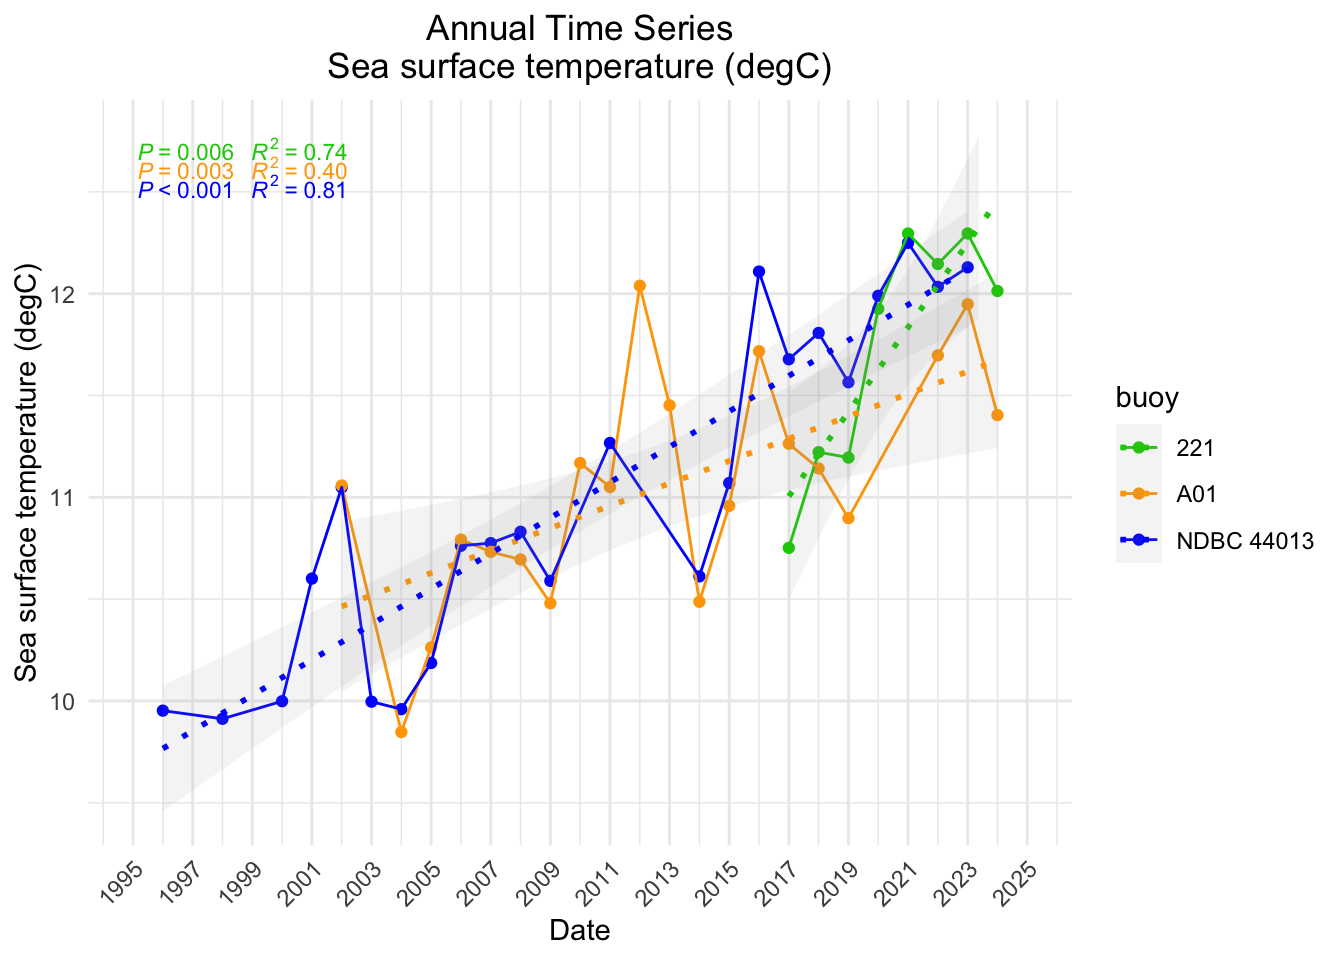 Annual Time Series
Sea surface temperature (degC)
P = 0.006 R² = 0.74
P = 0.003 R² = 0.40
P < 0.001 R² = 0.81
12
11
10
Sea surface temperature (degC)
1995 1997 1999 2001 2003 2005 2007 2009 2011 2013 2015 2017 2019 2021 2023 2025
Date
buoy
221
A01
NDBC 44013